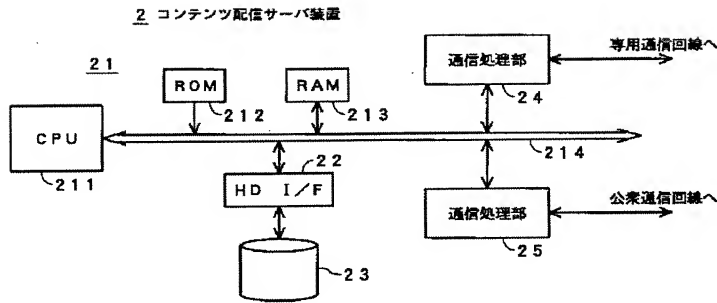 2 コンテンツ配信サーバ装置
21
ROM
212
RAM
213
通信処理部
24
専用通信回線へ
CPU
211
214
22
HD I/F
23
通信処理部
25
公衆通信回線へ